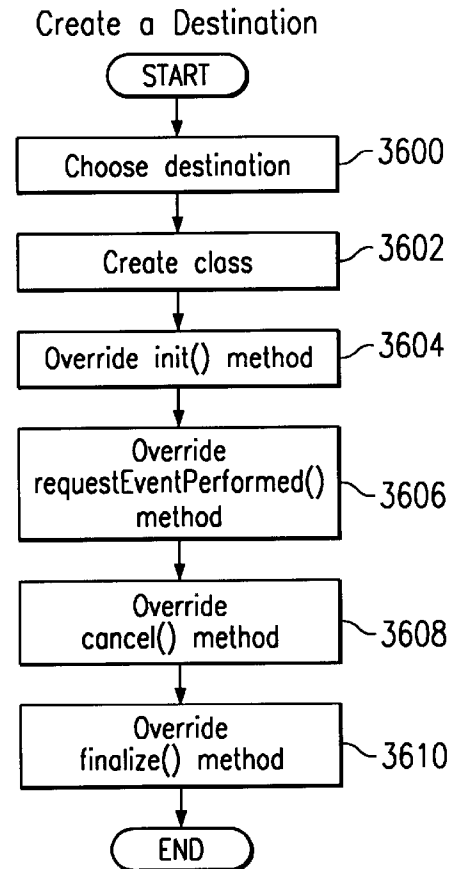 Create a Destination
START
Choose destination
3600
Create class
3602
Override init() method
3604
Override
requestEventPerformed()
method
3606
Override
cancel() method
3608
Override
finalize() method
3610
END